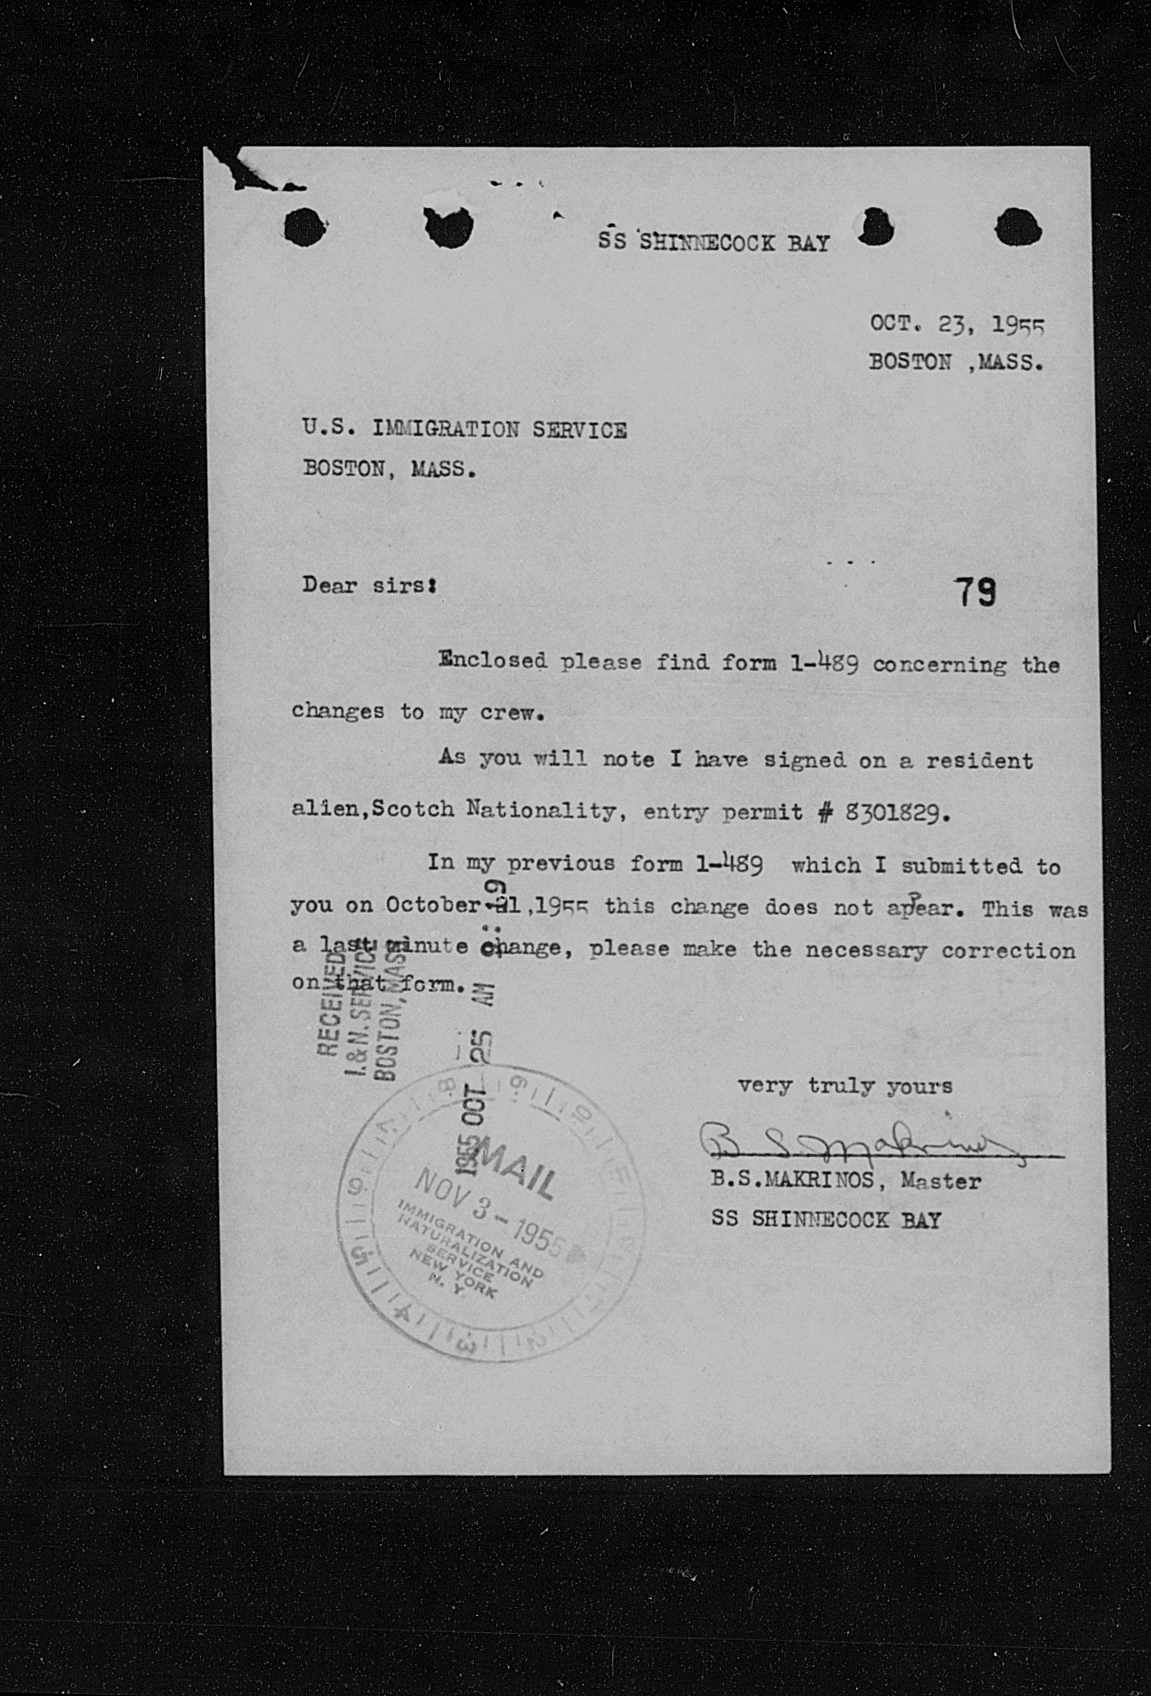 SS SHINNECOCK BAY
OCT. 23, 1955
BOSTON ,MASS.
U.S. IMMIGRATION SERVICE
BOSTON, MASS.
Dear sirs:
79
Enclosed please find form 1-489 concerning the
changes to my crew.
As you will note I have signed on a resident
alien,Scotch Nationality, entry permit # 8301829.
In my previous form 1-489 which I submitted to
you on October 21,1955 this change does not appear. This was
a last minute change, please make the necessary correction
on that form.
RECEIVED
I.&N. SERVICE
BOSTON, MASS
1955 OCT 25 AM
very truly yours
B S Makrinos
B.S.MAKRINOS, Master
SS SHINNECOCK BAY
MAIL
NOV 3-1955
IMMIGRATION AND
NATURALIZATION
SERVICE
NEW YORK
N. Y.